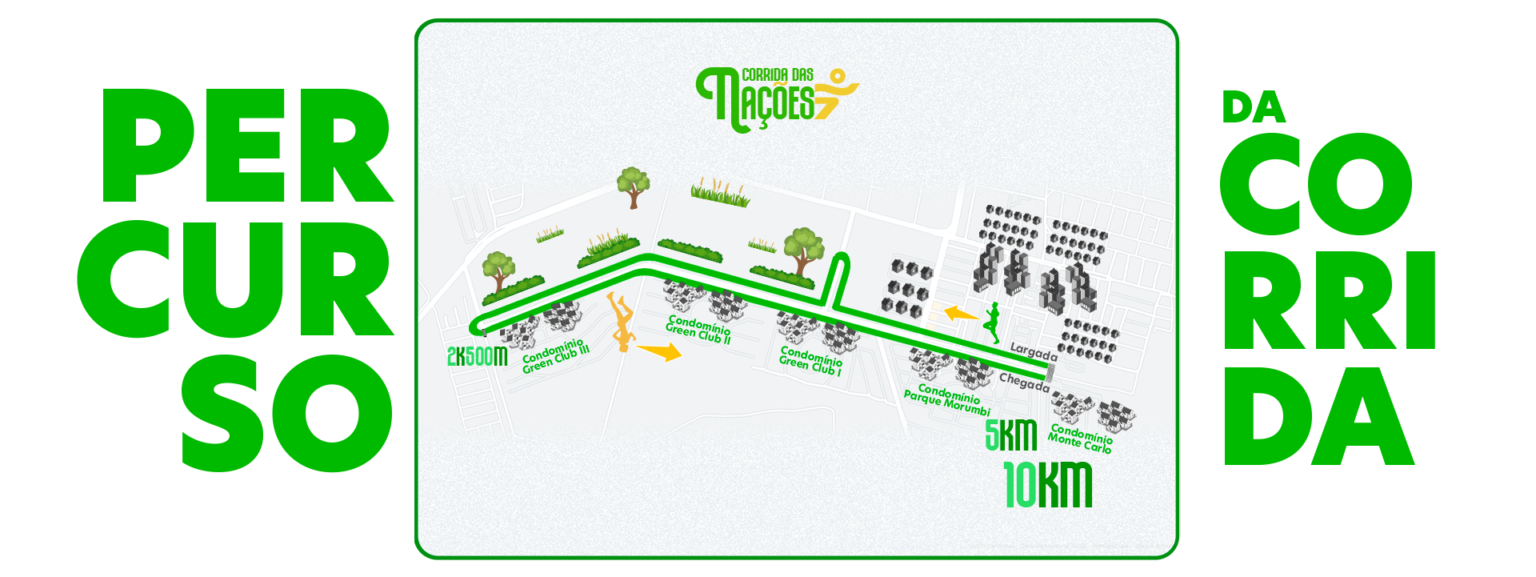 PER
CUR
SO
CORRIDA DAS
NAÇÕES
2K500M
Condomínio
Green Club III
Condomínio
Green Club II
Condomínio
Green Club I
Largada
Chegada
Condomínio
Parque Morumbi
Condomínio
Monte Carlo
5KM
10KM
DA
CO
RRI
DA